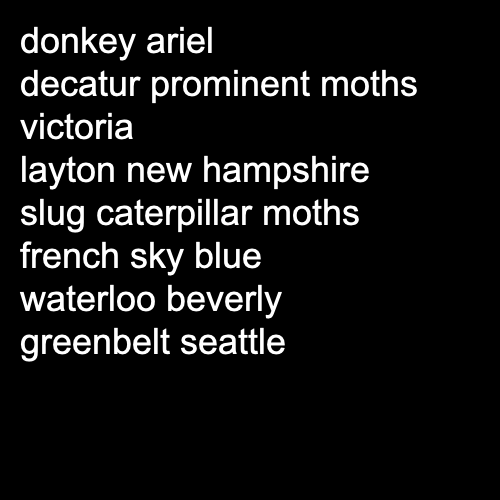 donkey ariel
decatur prominent moths
victoria
layton new hampshire
slug caterpillar moths
french sky blue
waterloo beverly
greenbelt seattle